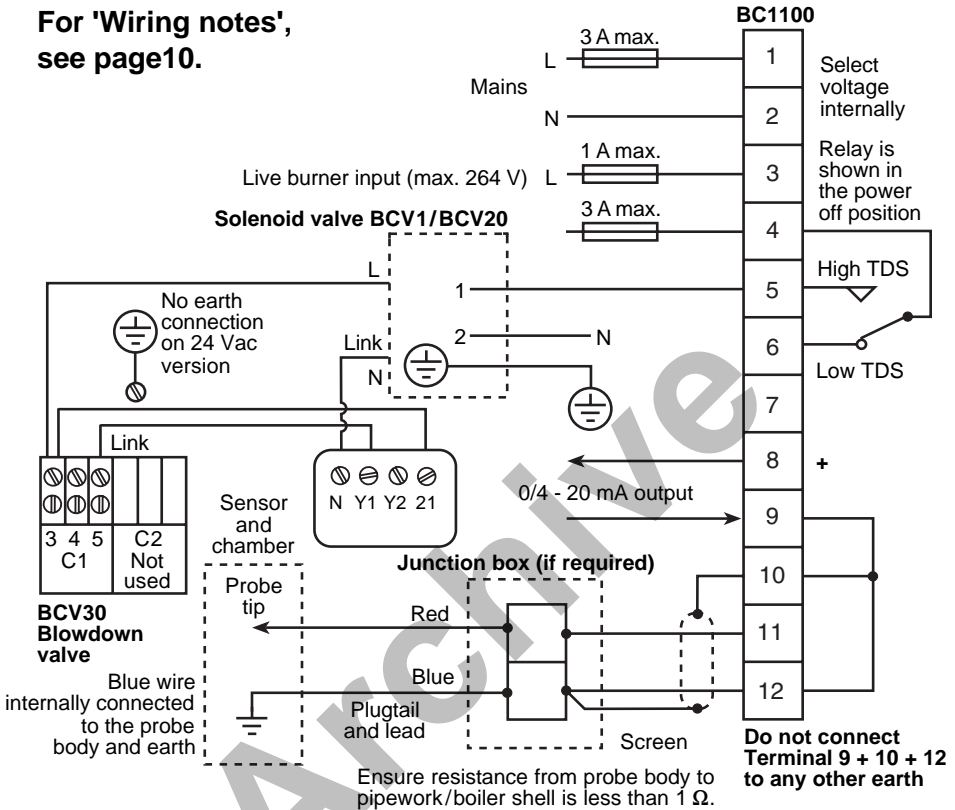 For 'Wiring notes',
see page10.
BC1100
3 A max.
L
Mains
N
1
2
Select
voltage
internally
1 A max.
Live burner input (max. 264 V) L
3
Relay is
shown in
the power
off position
3 A max.
4
Solenoid valve BCV1/BCV20
L
1
5
High TDS
No earth
connection
on 24 Vac
version
Link
N
2
N
6
Low TDS
7
Link
8
+
0/4 - 20 mA output
9
N Y1 Y2 21
3 4 5
C1
C2
Not
used
BCV30
Blowdown
valve
Sensor
and
chamber
Junction box (if required)
10
Probe
tip
Red
11
Blue
12
Blue wire
internally connected
to the probe
body and earth
Plugtail
and lead
Screen
Do not connect
Terminal 9 + 10 + 12
to any other earth
Ensure resistance from probe body to
pipework/boiler shell is less than 1 Ω.
Archive